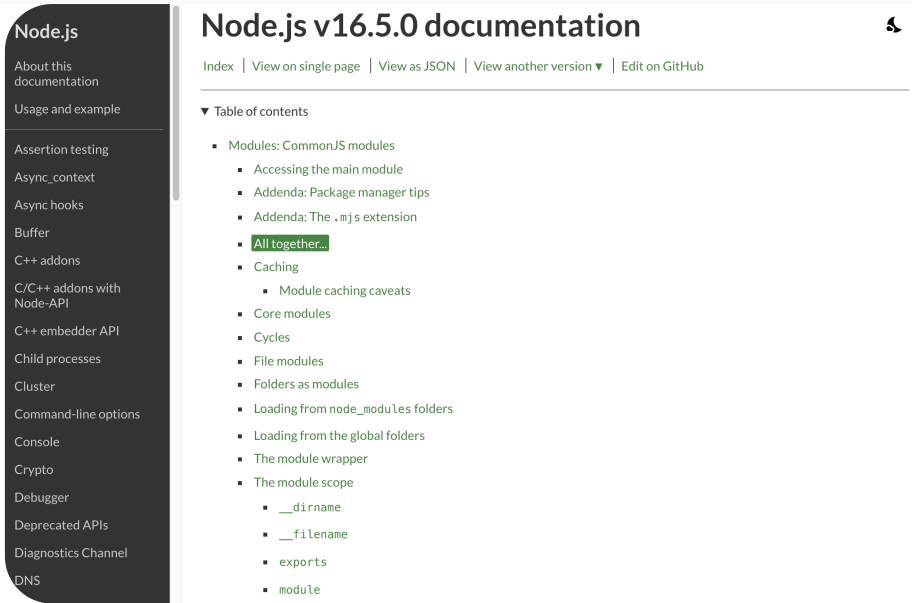 Node.js
About this
documentation
Usage and example
Assertion testing
Async_context
Async hooks
Buffer
C++ addons
C/C++ addons with
Node-API
C++ embedder API
Child processes
Cluster
Command-line options
Console
Crypto
Debugger
Deprecated APIs
Diagnostics Channel
DNS
Node.js v16.5.0 documentation
Index | View on single page | View as JSON | View another version ▼ | Edit on GitHub
▼ Table of contents
▪ Modules: CommonJS modules
▪ Accessing the main module
▪ Addenda: Package manager tips
▪ Addenda: The .mjs extension
▪ All together...
▪ Caching
▪ Module caching caveats
▪ Core modules
▪ Cycles
▪ File modules
▪ Folders as modules
▪ Loading from node_modules folders
▪ Loading from the global folders
▪ The module wrapper
▪ The module scope
▪ __dirname
▪ __filename
▪ exports
▪ module